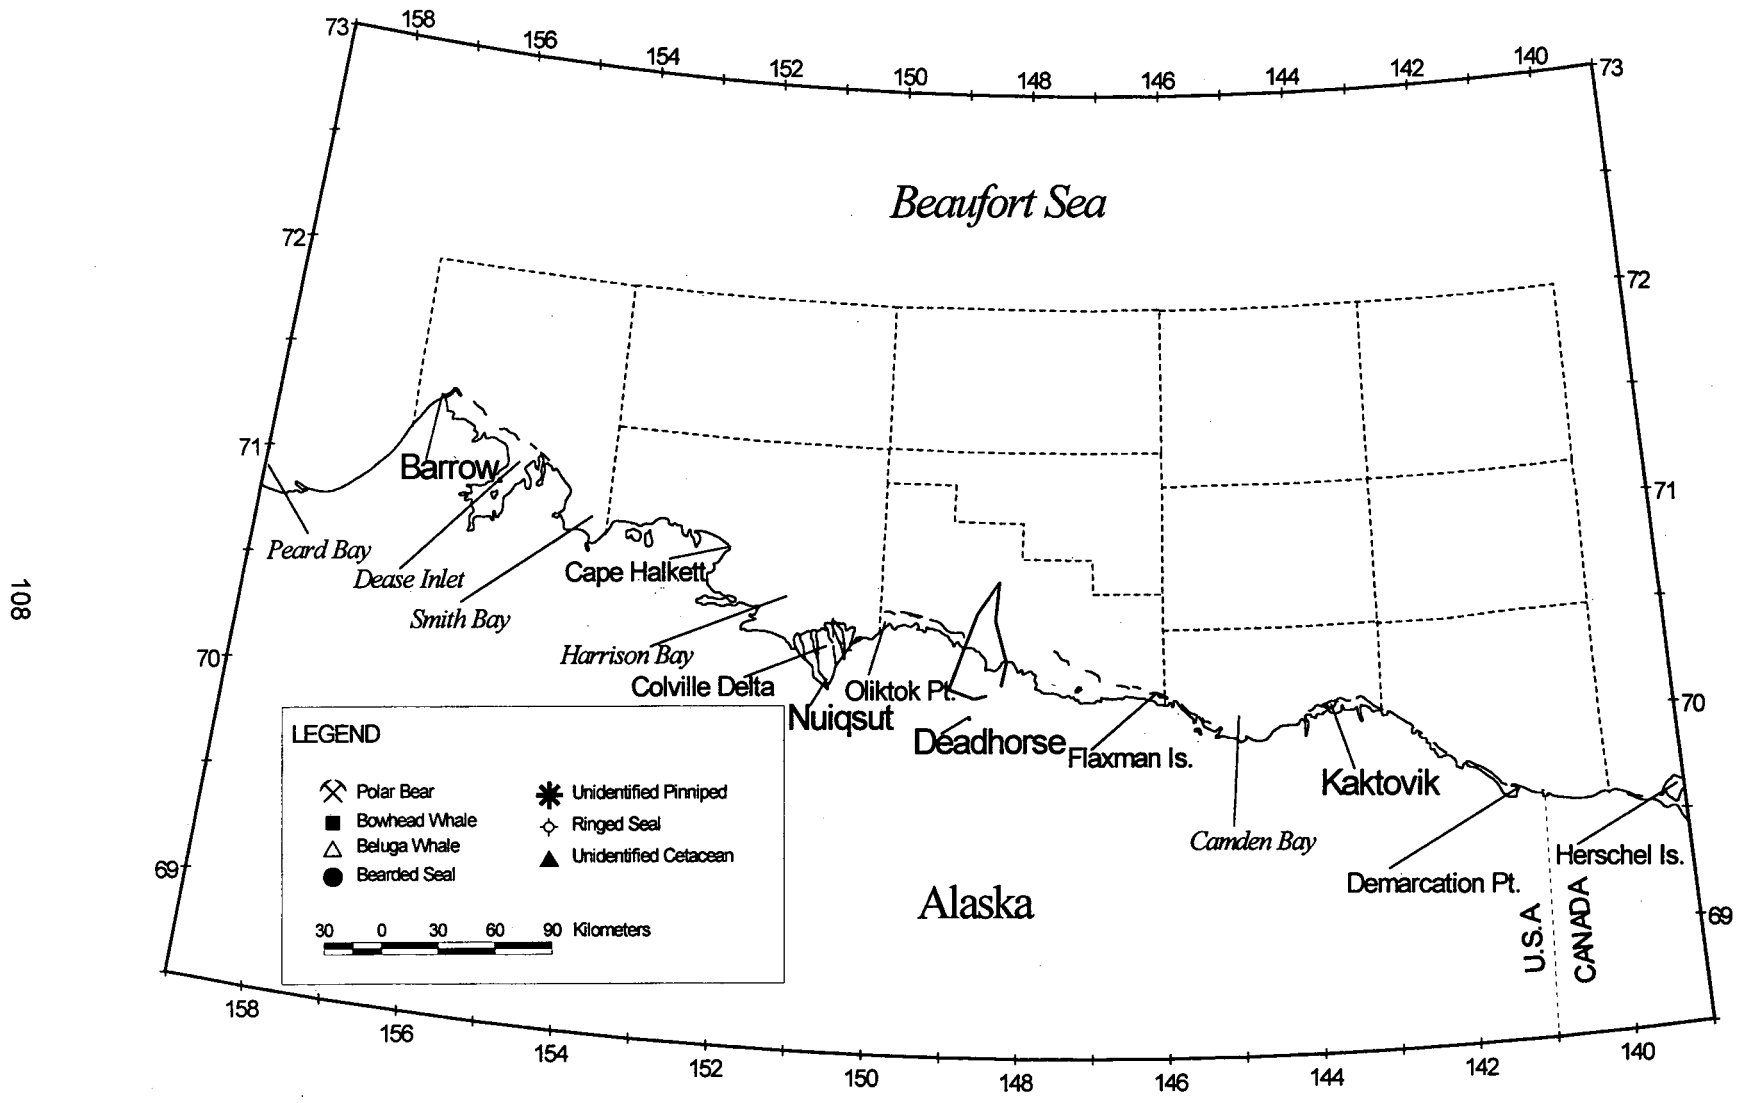 73
158
156
154
152
150
148
146
144
142
140
73
Beaufort Sea
72
72
71
Barrow
71
Peard Bay
Dease Inlet
Cape Halkett
Smith Bay
108
70
Harrison Bay
Colville Delta
Oliktok Pt.
70
Nuiqsut
Deadhorse
Flaxman Is.
Kaktovik
Camden Bay
Herschel Is.
Demarcation Pt.
LEGEND
Polar Bear
Bowhead Whale
Beluga Whale
Bearded Seal
Unidentified Pinniped
Ringed Seal
Unidentified Cetacean
30 0 30 60 90 Kilometers
69
Alaska
U.S.A
CANADA
69
158
156
154
152
150
148
146
144
142
140